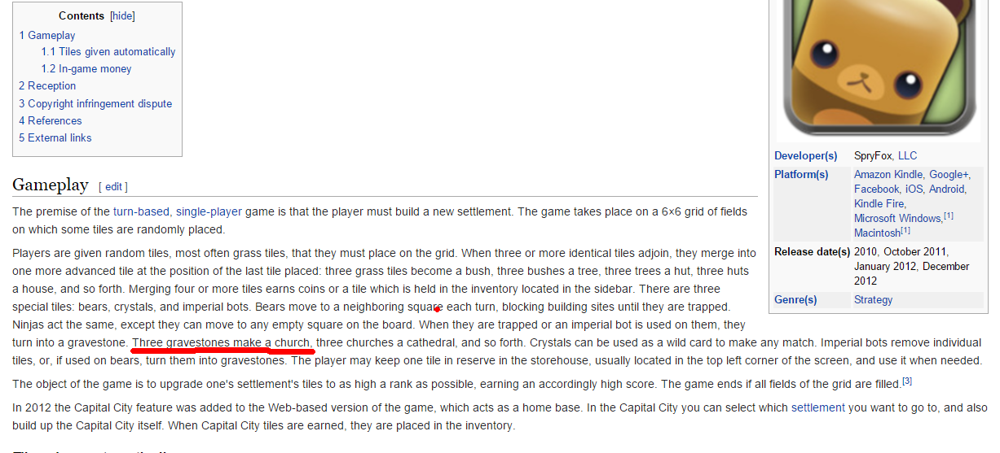 Contents [hide]
1 Gameplay
1.1 Tiles given automatically
1.2 In-game money
2 Reception
3 Copyright infringement dispute
4 References
5 External links
Developer(s) SpryFox, LLC
Platform(s) Amazon Kindle, Google+,
Facebook, iOS, Android,
Kindle Fire,
Microsoft Windows,[1]
Macintosh[1]
Release date(s) 2010, October 2011,
January 2012, December
2012
Genre(s) Strategy
Gameplay [ edit ]
The premise of the turn-based, single-player game is that the player must build a new settlement. The game takes place on a 6×6 grid of fields
on which some tiles are randomly placed.
Players are given random tiles, most often grass tiles, that they must place on the grid. When three or more identical tiles adjoin, they merge into
one more advanced tile at the position of the last tile placed: three grass tiles become a bush, three bushes a tree, three trees a hut, three huts
a house, and so forth. Merging four or more tiles earns coins or a tile which is held in the inventory located in the sidebar. There are three
special tiles: bears, crystals, and imperial bots. Bears move to a neighboring square each turn, blocking building sites until they are trapped.
Ninjas act the same, except they can move to any empty square on the board. When they are trapped or an imperial bot is used on them, they
turn into a gravestone. Three gravestones make a church, three churches a cathedral, and so forth. Crystals can be used as a wild card to make any match. Imperial bots remove individual
tiles, or, if used on bears, turn them into gravestones. The player may keep one tile in reserve in the storehouse, usually located in the top left corner of the screen, and use it when needed.
The object of the game is to upgrade one's settlement's tiles to as high a rank as possible, earning an accordingly high score. The game ends if all fields of the grid are filled.[3]
In 2012 the Capital City feature was added to the Web-based version of the game, which acts as a home base. In the Capital City you can select which settlement you want to go to, and also
build up the Capital City itself. When Capital City tiles are earned, they are placed in the inventory.